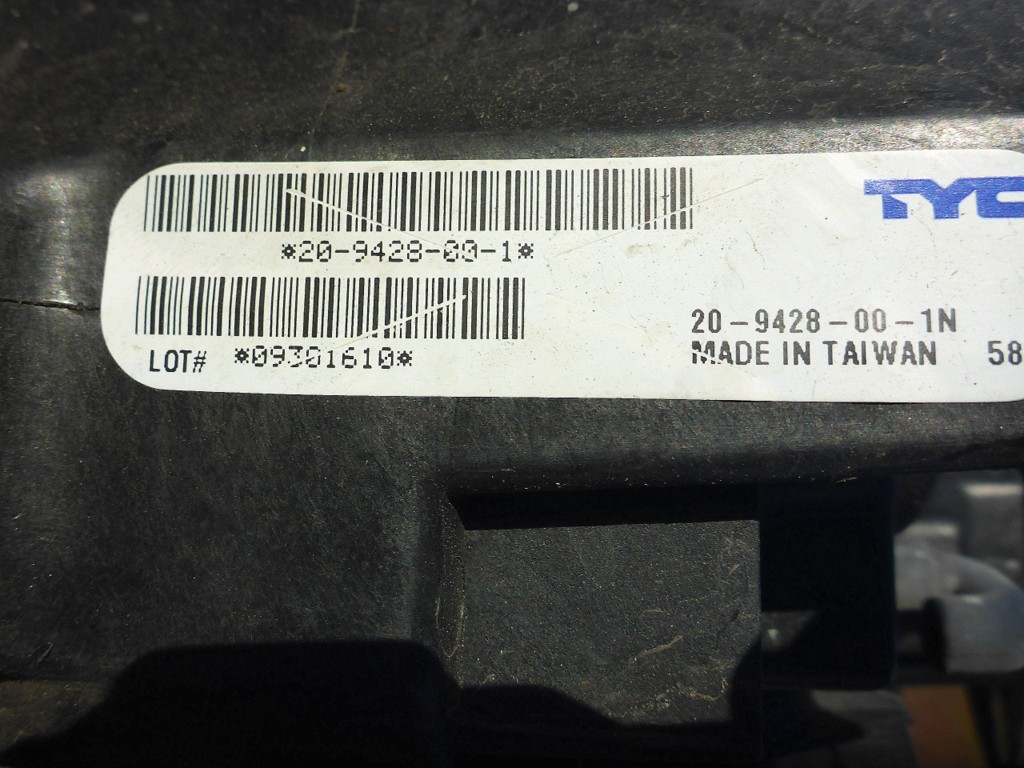 TYC
*20-9428-00-1*
20-9428-00-1N
LOT# *09301610*
MADE IN TAIWAN 58